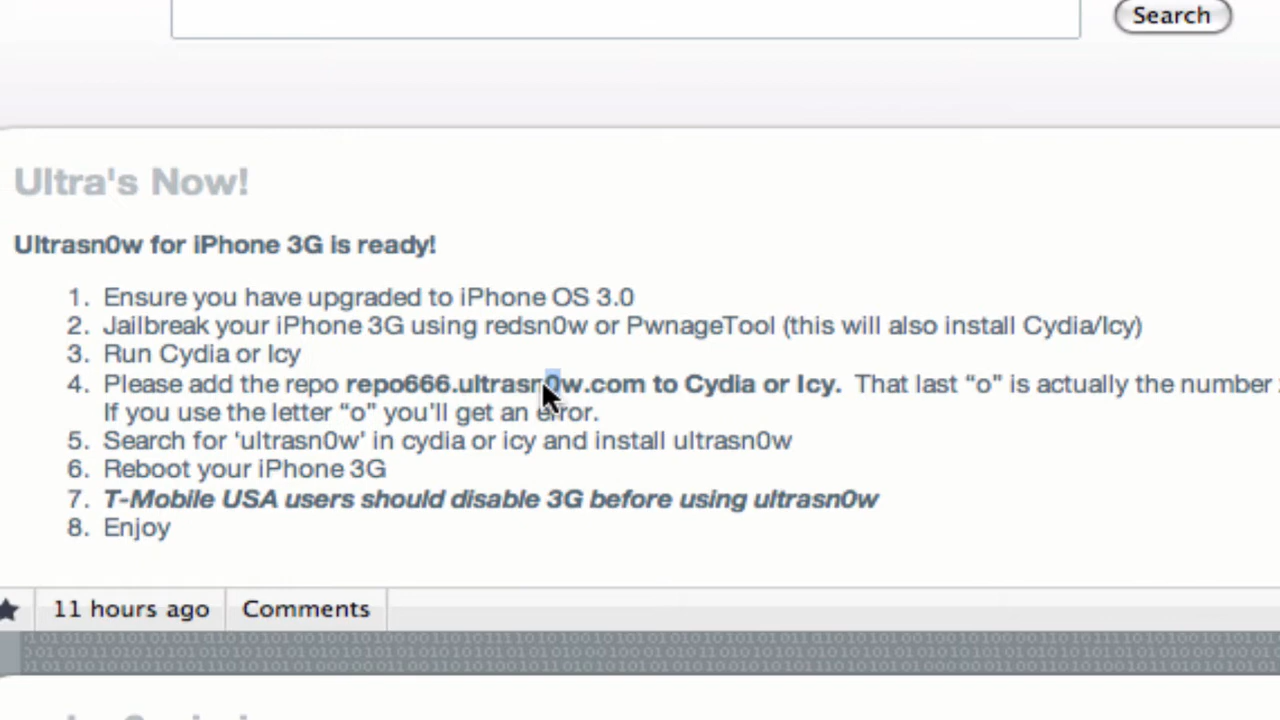 Search
Ultra's Now!
Ultrasn0w for iPhone 3G is ready!
1. Ensure you have upgraded to iPhone OS 3.0
2. Jailbreak your iPhone 3G using redsn0w or PwnageTool (this will also install Cydia/Icy)
3. Run Cydia or Icy
4. Please add the repo repo666.ultrasn0w.com to Cydia or Icy. That last “o” is actually the number
If you use the letter “o” you'll get an error.
5. Search for 'ultrasn0w' in cydia or icy and install ultrasn0w
6. Reboot your iPhone 3G
7. T-Mobile USA users should disable 3G before using ultrasn0w
8. Enjoy
11 hours ago Comments